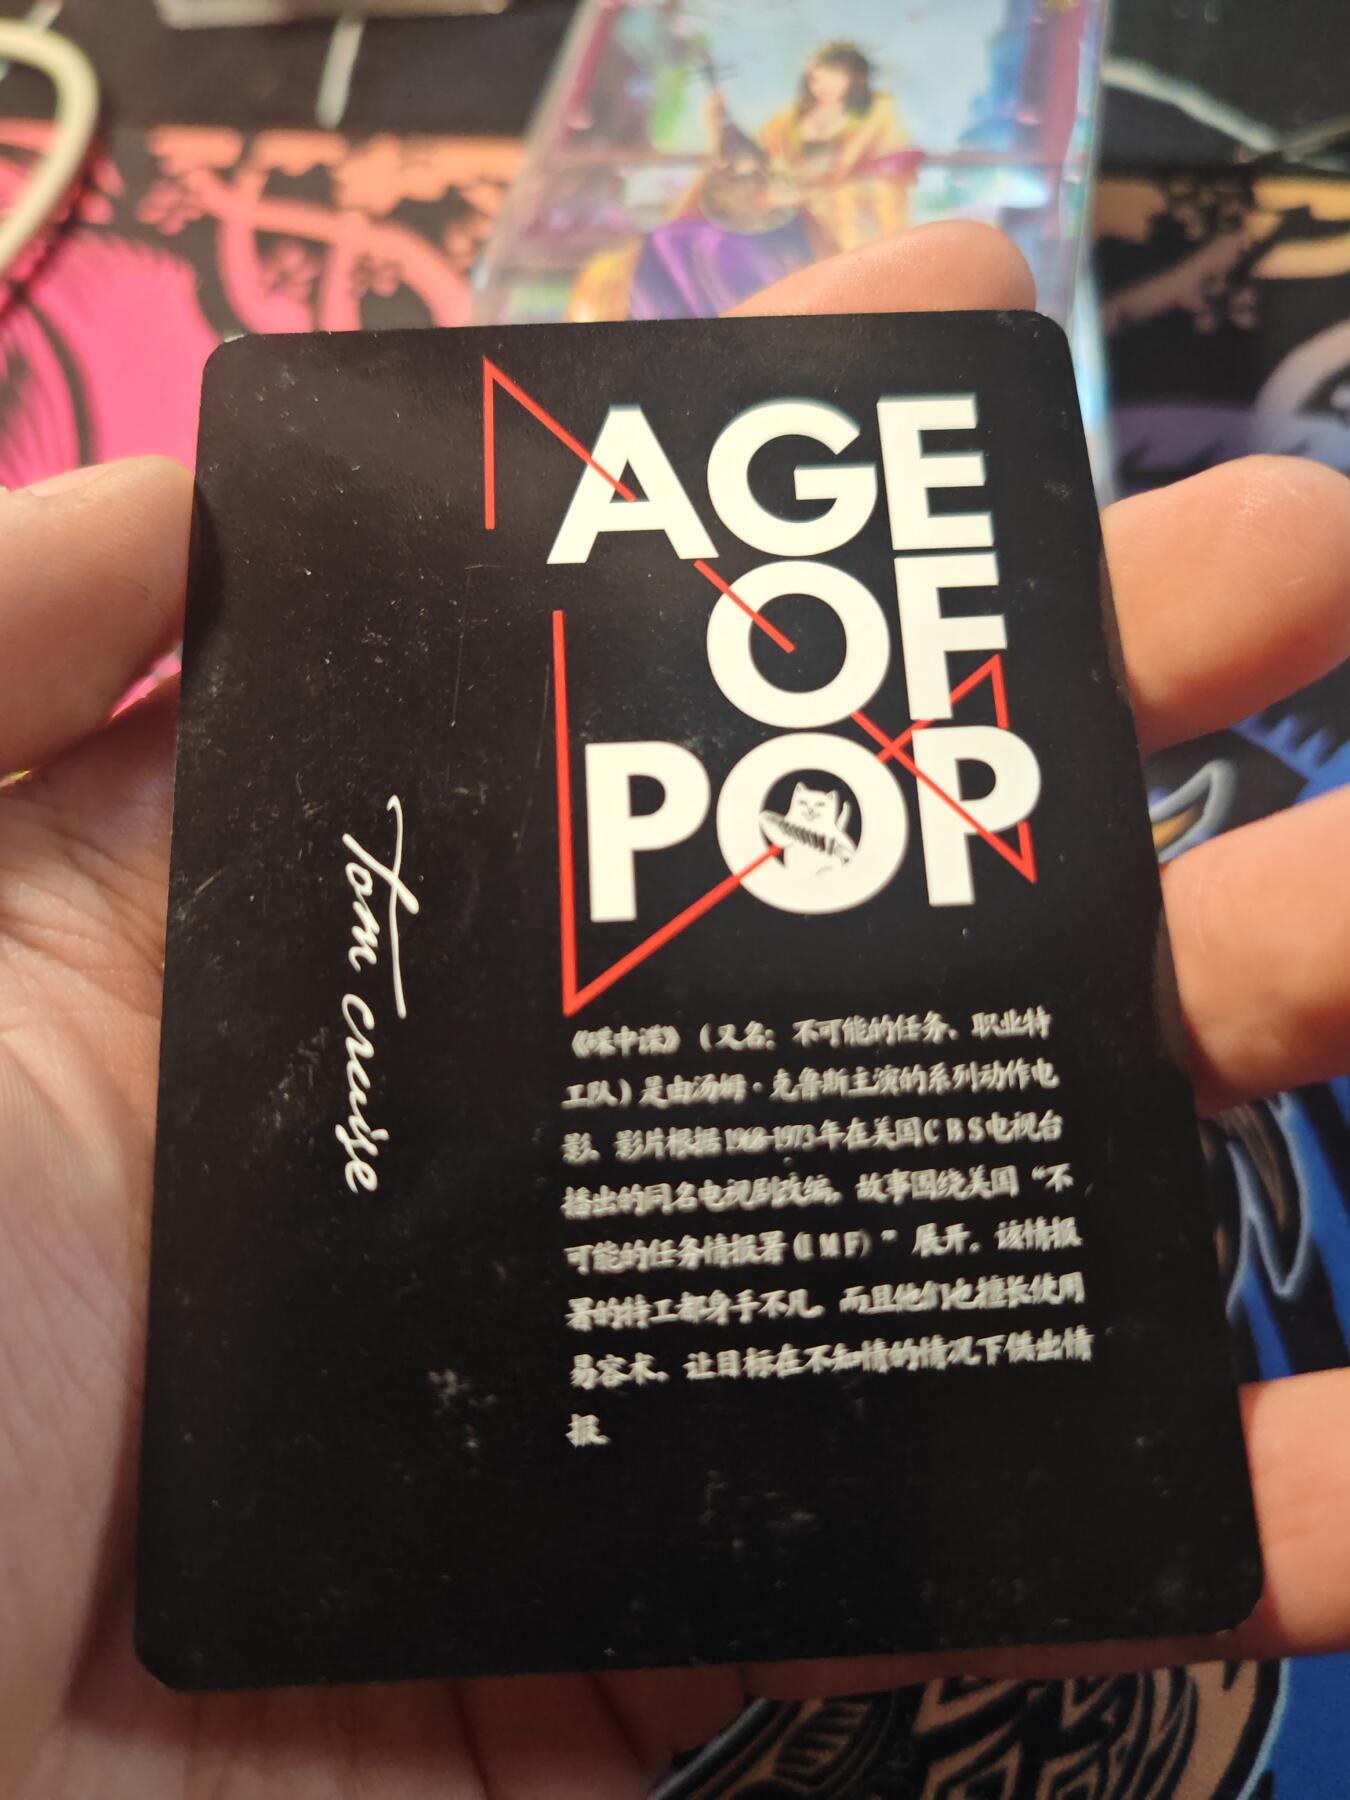 AGE
OF
POP
Tom cruise
《碟中谍》（又名：不可能的任务、职业特
工队）是由汤姆·克鲁斯主演的系列动作电
影。影片根据1968-1973年在美国CBS电视台
播出的同名电视剧改编。故事围绕美国“不
可能的任务情报署(IMF)”展开。该情报
署的特工都身手不凡，而且他们也擅长使用
易容术，让目标在不知情的情况下供出情
报。